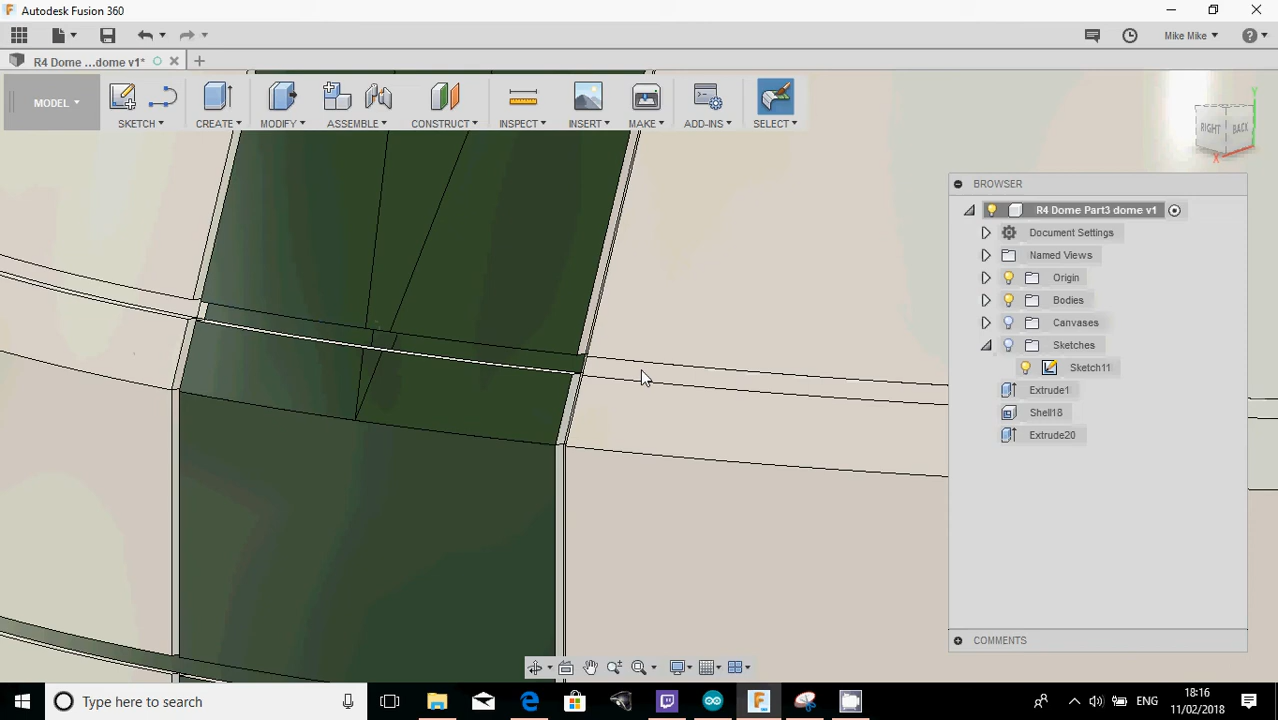 Autodesk Fusion 360
Mike Mike
R4 Dome ...dome v1*
MODEL
SKETCH
CREATE
MODIFY
ASSEMBLE
CONSTRUCT
INSPECT
INSERT
MAKE
ADD-INS
SELECT
Y
RIGHT
BACK
X
BROWSER
R4 Dome Part3 dome v1
Document Settings
Named Views
Origin
Bodies
Canvases
Sketches
Sketch11
Extrude1
Shell18
Extrude20
COMMENTS
Type here to search
ENG
18:16
11/02/2018